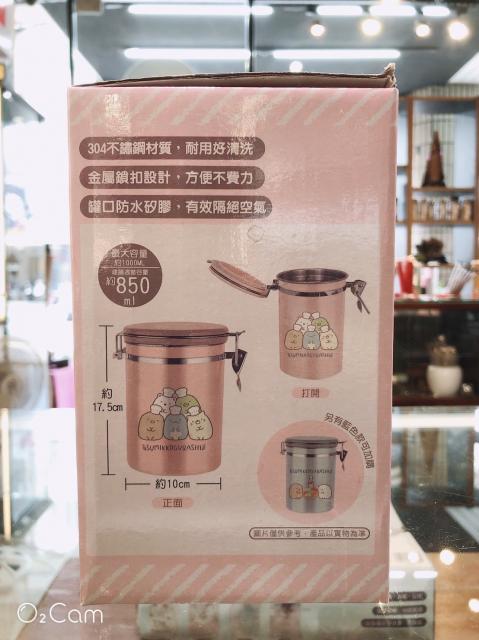 304不鏽鋼材質，耐用好清洗
金屬鎖扣設計，方便不費力
罐口防水矽膠，有效隔絕空氣
最大容量
約1000ML
建議適飲容量
約850
ml
SUMIKKOGURASHI
打開
約
17.5cm
SUMIKKOGURASHI
約10cm
正面
另有藍色款可加購
SUMIKKOGURASHI
圖片僅供參考，產品以實物為準
O2Cam